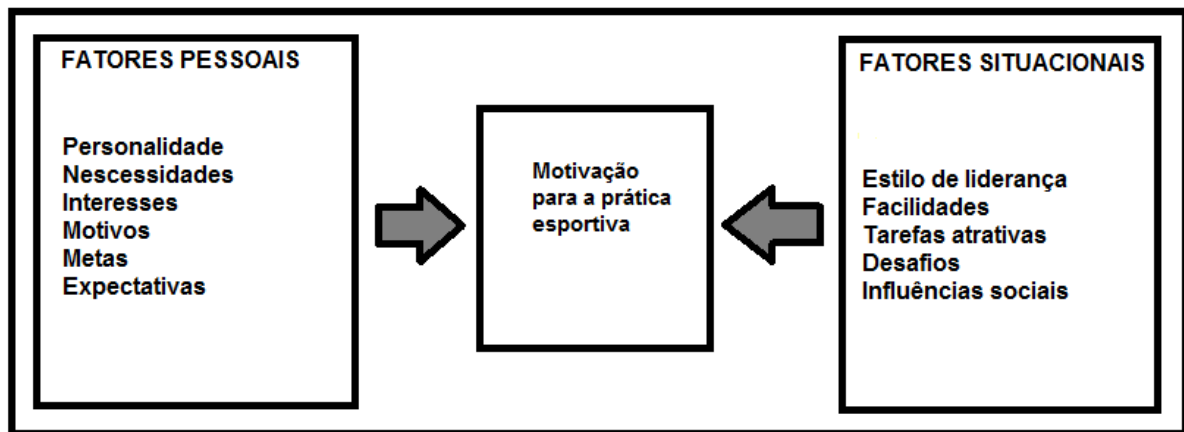 FATORES PESSOAIS
Personalidade
Nescessidades
Interesses
Motivos
Metas
Expectativas
Motivação
para a prática
esportiva
FATORES SITUACIONAIS
Estilo de liderança
Facilidades
Tarefas atrativas
Desafios
Influências sociais